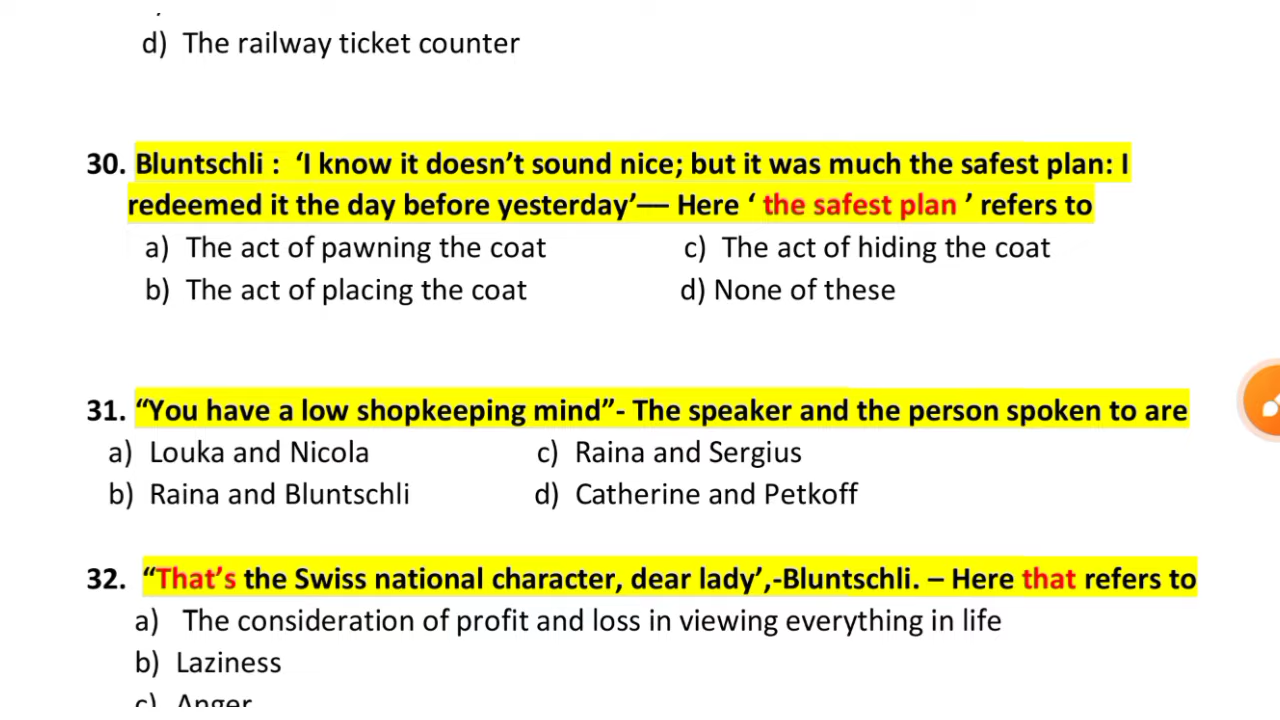 d) The railway ticket counter
30. Bluntschli : ‘I know it doesn’t sound nice; but it was much the safest plan: I
redeemed it the day before yesterday’— Here ‘ the safest plan ’ refers to
a) The act of pawning the coat c) The act of hiding the coat
b) The act of placing the coat d) None of these
31. “You have a low shopkeeping mind”- The speaker and the person spoken to are
a) Louka and Nicola c) Raina and Sergius
b) Raina and Bluntschli d) Catherine and Petkoff
32. “That’s the Swiss national character, dear lady’,-Bluntschli. – Here that refers to
a) The consideration of profit and loss in viewing everything in life
b) Laziness
c) Anger